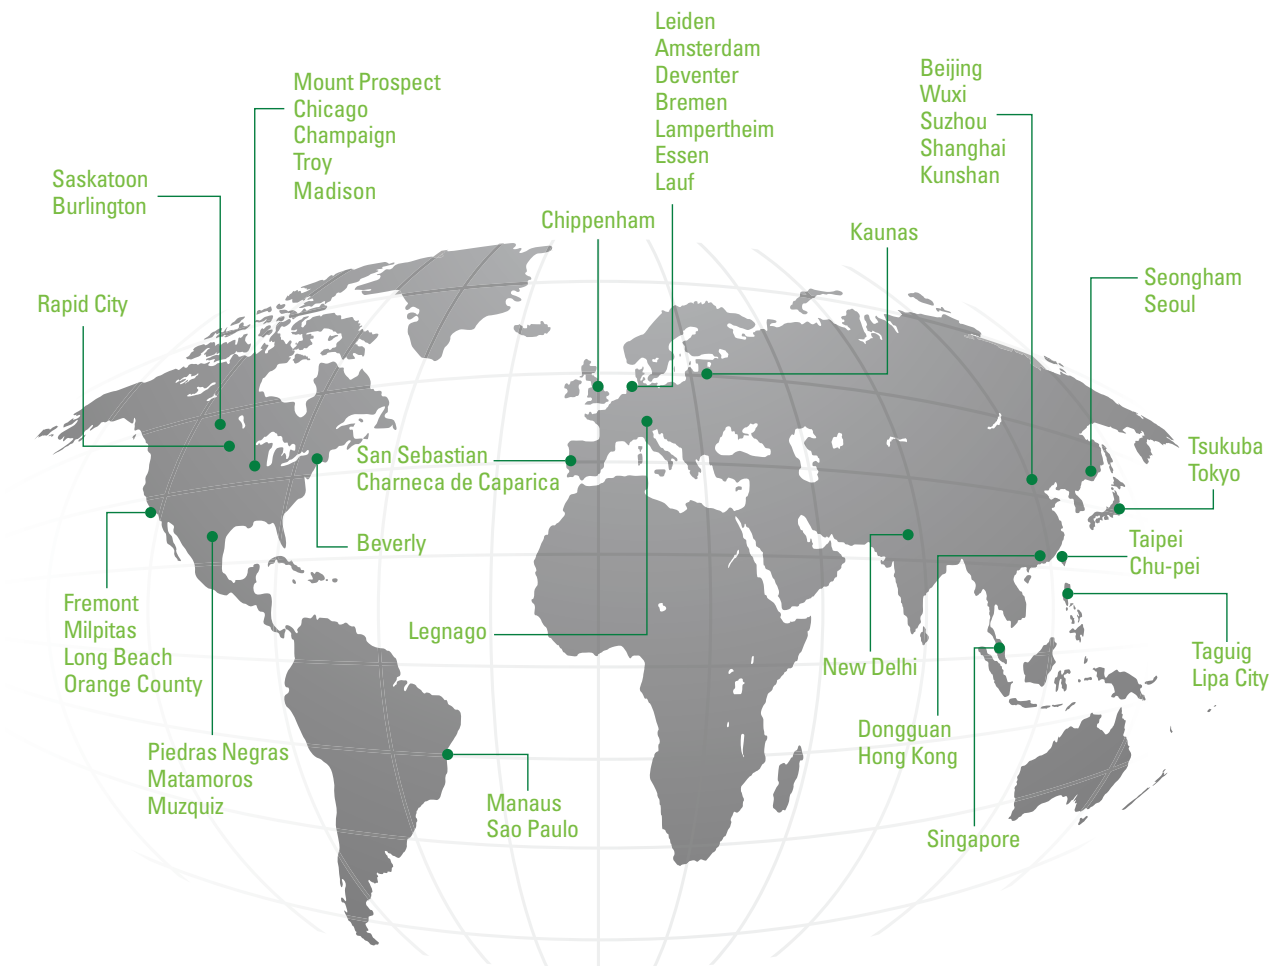 Leiden
Amsterdam
Deventer
Bremen
Lampertheim
Essen
Lauf
Beijing
Wuxi
Suzhou
Shanghai
Kunshan
Mount Prospect
Chicago
Champaign
Troy
Madison
Saskatoon
Burlington
Chippenham
Kaunas
Seongham
Seoul
Rapid City
Tsukuba
Tokyo
San Sebastian
Charneca de Caparica
Beverly
Taipei
Chu-pei
Fremont
Milpitas
Long Beach
Orange County
Legnago
New Delhi
Taguig
Lipa City
Dongguan
Hong Kong
Piedras Negras
Matamoros
Muzquiz
Manaus
Sao Paulo
Singapore